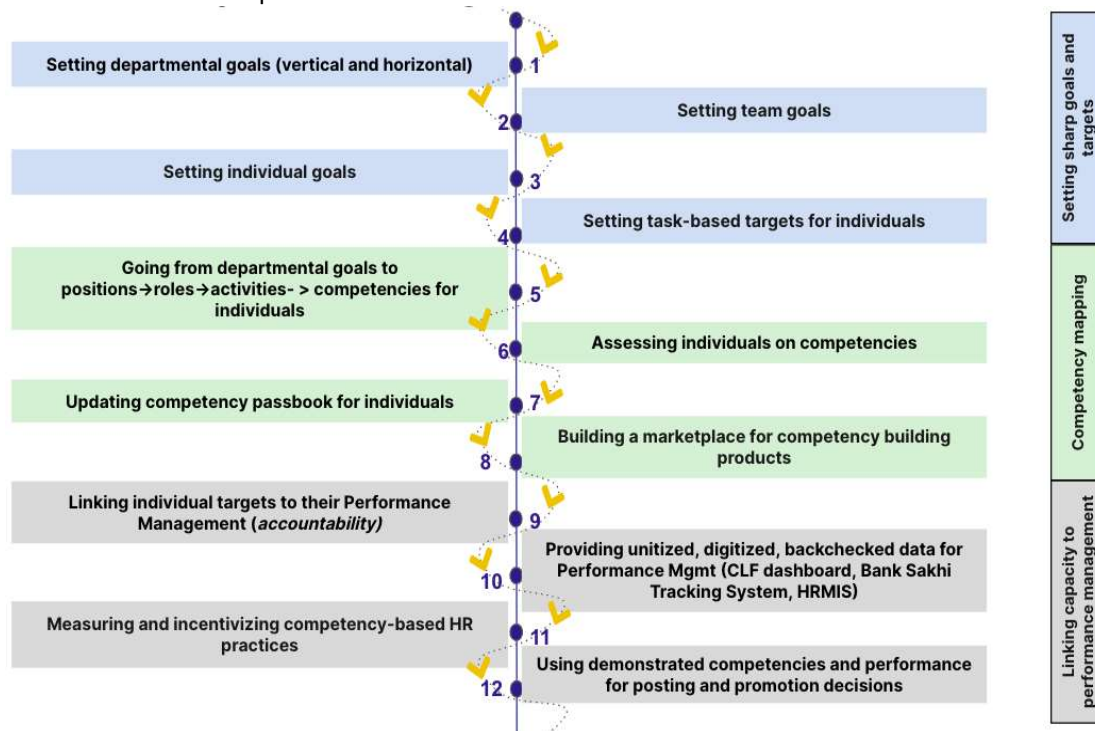 Setting departmental goals (vertical and horizontal)
1
2
Setting team goals
Setting individual goals
3
4
Setting task-based targets for individuals
Going from departmental goals to
positions→roles→activities- > competencies for
individuals
5
6
Assessing individuals on competencies
Updating competency passbook for individuals
7
8
Building a marketplace for competency building
products
Linking individual targets to their Performance
Management (accountability)
9
10
Providing unitized, digitized, backchecked data for
Performance Mgmt (CLF dashboard, Bank Sakhi
Tracking System, HRMIS)
Measuring and incentivizing competency-based HR
practices
11
12
Using demonstrated competencies and performance
for posting and promotion decisions
Setting sharp goals and
targets
Competency mapping
Linking capacity to
performance management